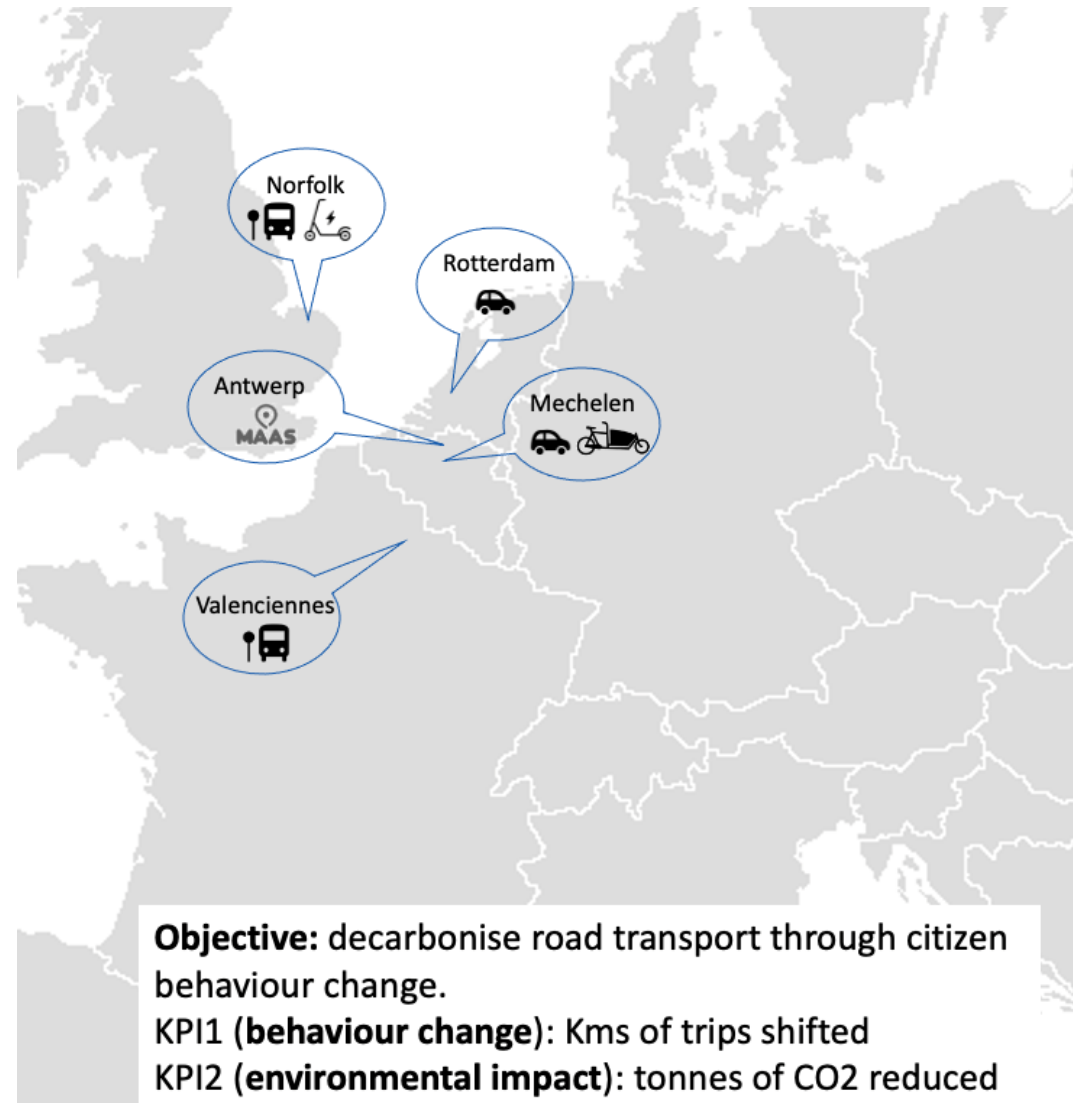 Norfolk
Rotterdam
Antwerp
MAAS
Mechelen
Valenciennes
Objective: decarbonise road transport through citizen
behaviour change.
KPI1 (behaviour change): Kms of trips shifted
KPI2 (environmental impact): tonnes of CO2 reduced